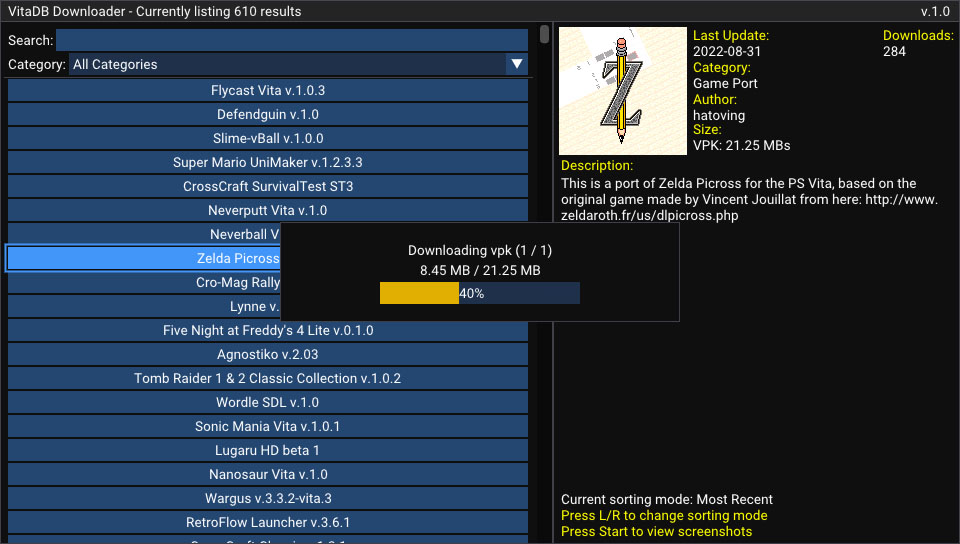 VitaDB Downloader - Currently listing 610 results
v.1.0
Search:
Category: All Categories
Flycast Vita v.1.0.3
Defendguin v.1.0
Slime-vBall v.1.0.0
Super Mario UniMaker v.1.2.3.3
CrossCraft SurvivalTest ST3
Neverputt Vita v.1.0
Neverball V
Zelda Picross
Cro-Mag Rally
Lynne v.
Five Night at Freddy's 4 Lite v.0.1.0
Agnostiko v.2.03
Tomb Raider 1 & 2 Classic Collection v.1.0.2
Wordle SDL v.1.0
Sonic Mania Vita v.1.0.1
Lugaru HD beta 1
Nanosaur Vita v.1.0
Wargus v.3.3.2-vita.3
RetroFlow Launcher v.3.6.1
Downloading vpk (1 / 1)
8.45 MB / 21.25 MB
40%
Z
Last Update:
2022-08-31
Category:
Game Port
Author:
hatoving
Size:
VPK: 21.25 MBs
Downloads:
284
Description:
This is a port of Zelda Picross for the PS Vita, based on the
original game made by Vincent Jouillat from here: http://www.
zeldaroth.fr/us/dlpicross.php
Current sorting mode: Most Recent
Press L/R to change sorting mode
Press Start to view screenshots